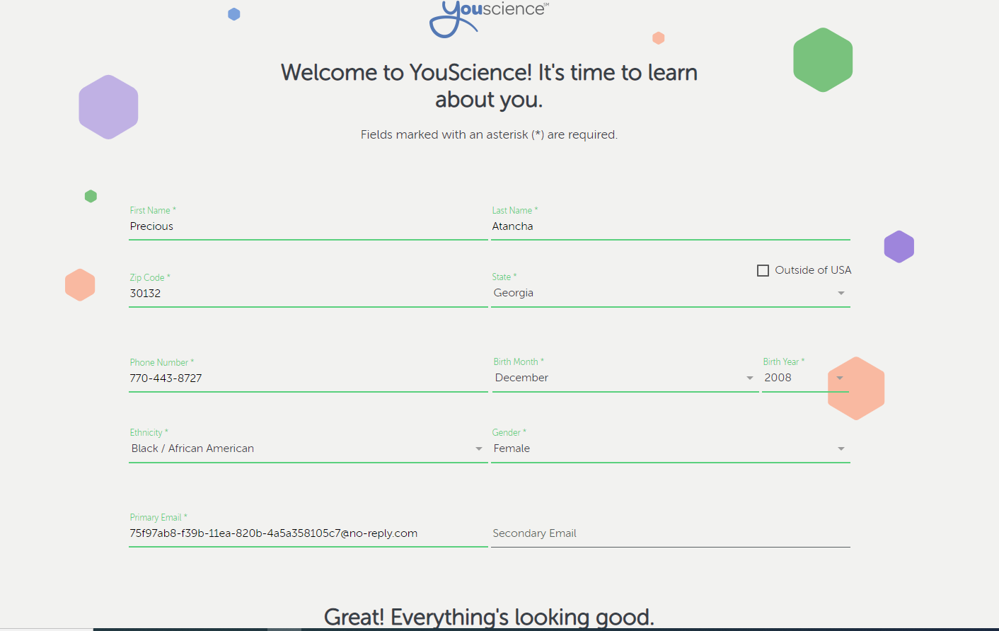 Youscience℠
Welcome to YouScience! It's time to learn
about you.
Fields marked with an asterisk (*) are required.
First Name *
Precious
Last Name *
Atancha
Outside of USA
Zip Code *
30132
State *
Georgia
Phone Number *
770-443-8727
Birth Month *
December
Birth Year *
2008
Ethnicity *
Black / African American
Gender *
Female
Primary Email *
75f97ab8-f39b-11ea-820b-4a5a358105c7@no-reply.com
Secondary Email
Great! Everything's looking good.